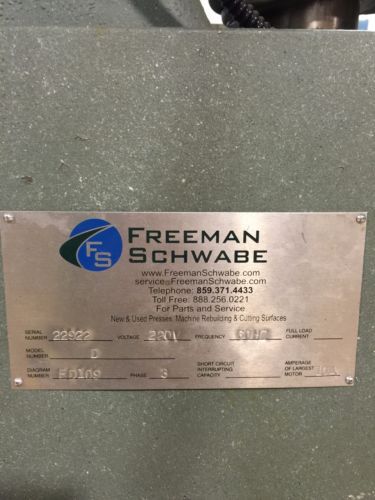 FS
FREEMAN
SCHWABE
www.FreemanSchwabe.com
service@FreemanSchwabe.com
Telephone: 859.371.4433
Toll Free: 888.256.0221
For Parts and Service
New & Used Presses, Machine Rebuilding & Cutting Surfaces
SERIAL NUMBER 22922 VOLTAGE 220V FREQUENCY 60HZ FULL LOAD CURRENT
MODEL NUMBER D
DIAGRAM NUMBER PHASE 3 SHORT CIRCUIT INTERRUPTING CAPACITY AMPERAGE OF LARGEST MOTOR